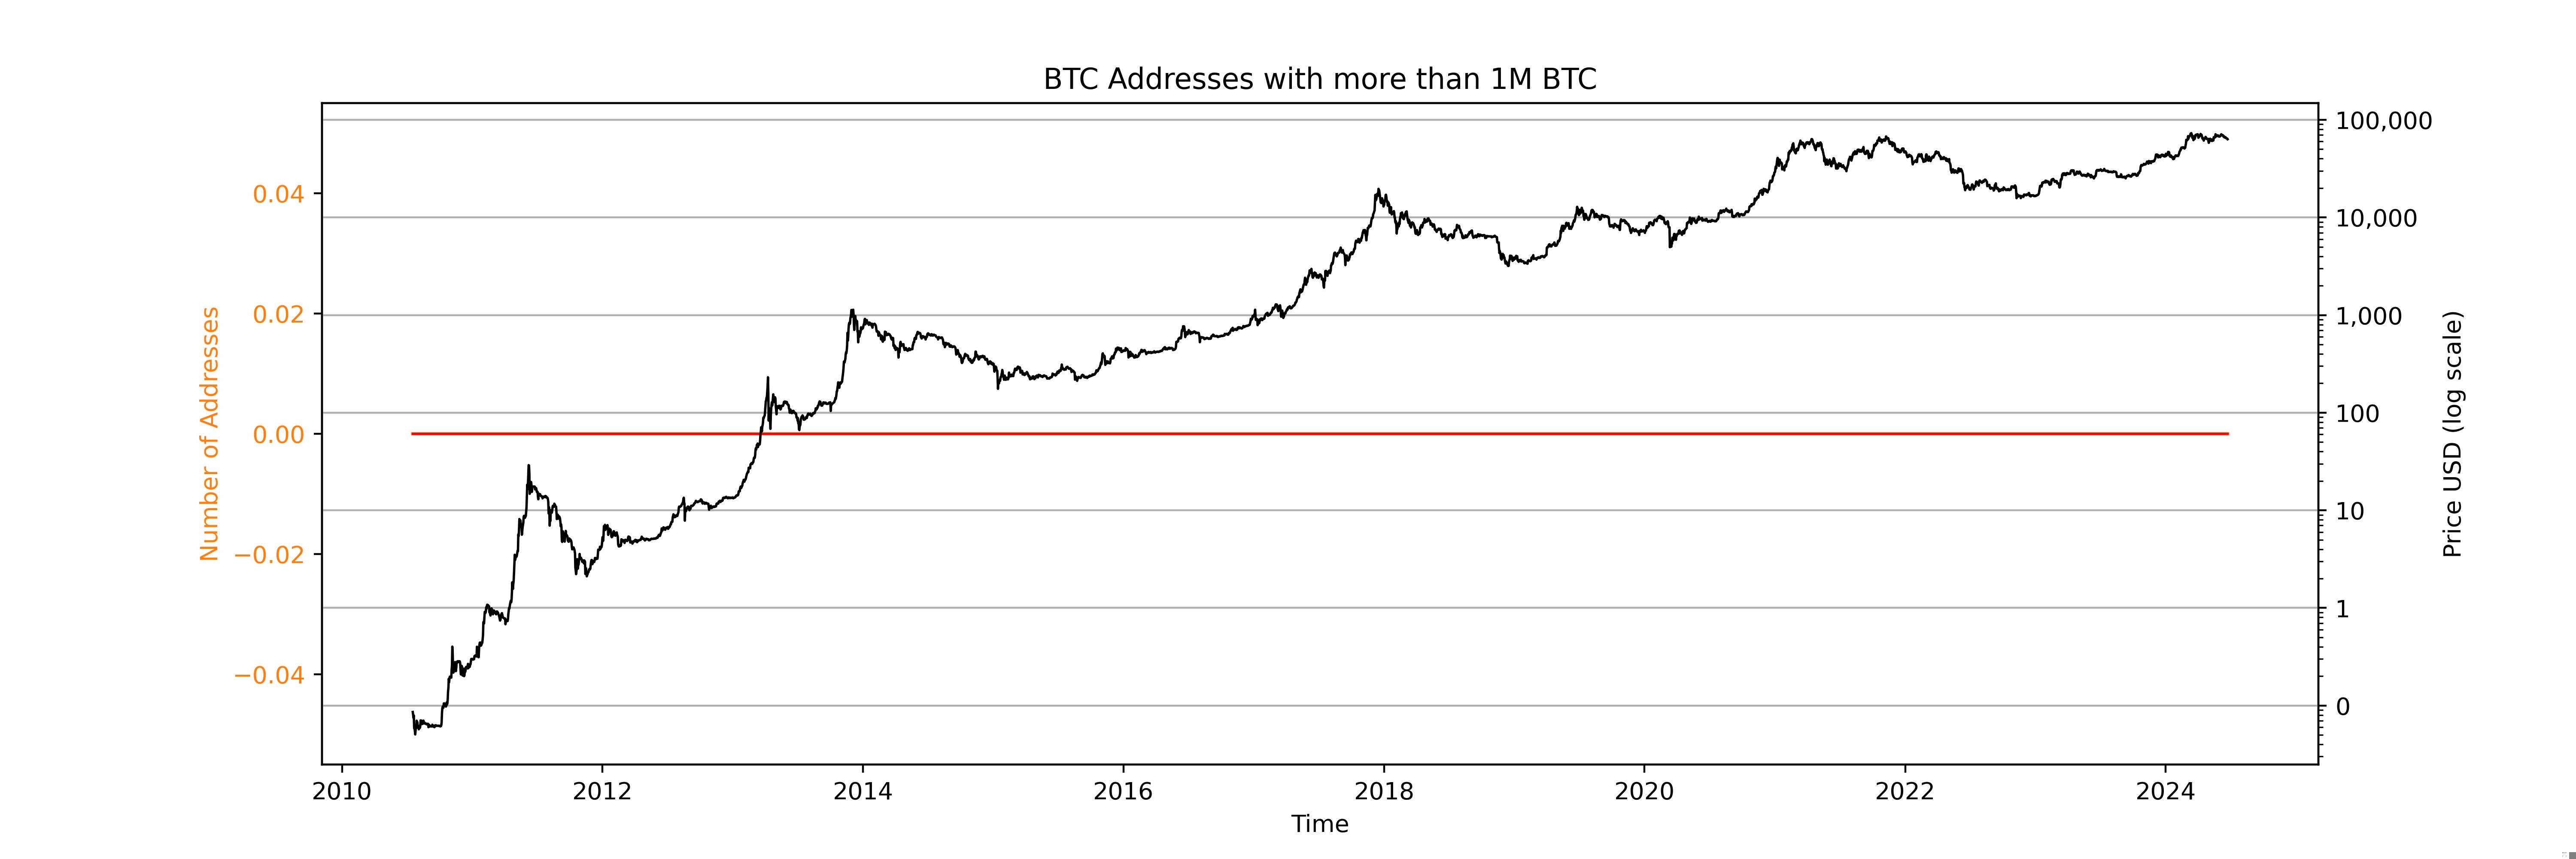 BTC Addresses with more than 1M BTC
Number of Addresses
0.04
0.02
0.00
−0.02
−0.04
100,000
10,000
1,000
100
10
1
0
Price USD (log scale)
2010 2012 2014 2016 2018 2020 2022 2024
Time